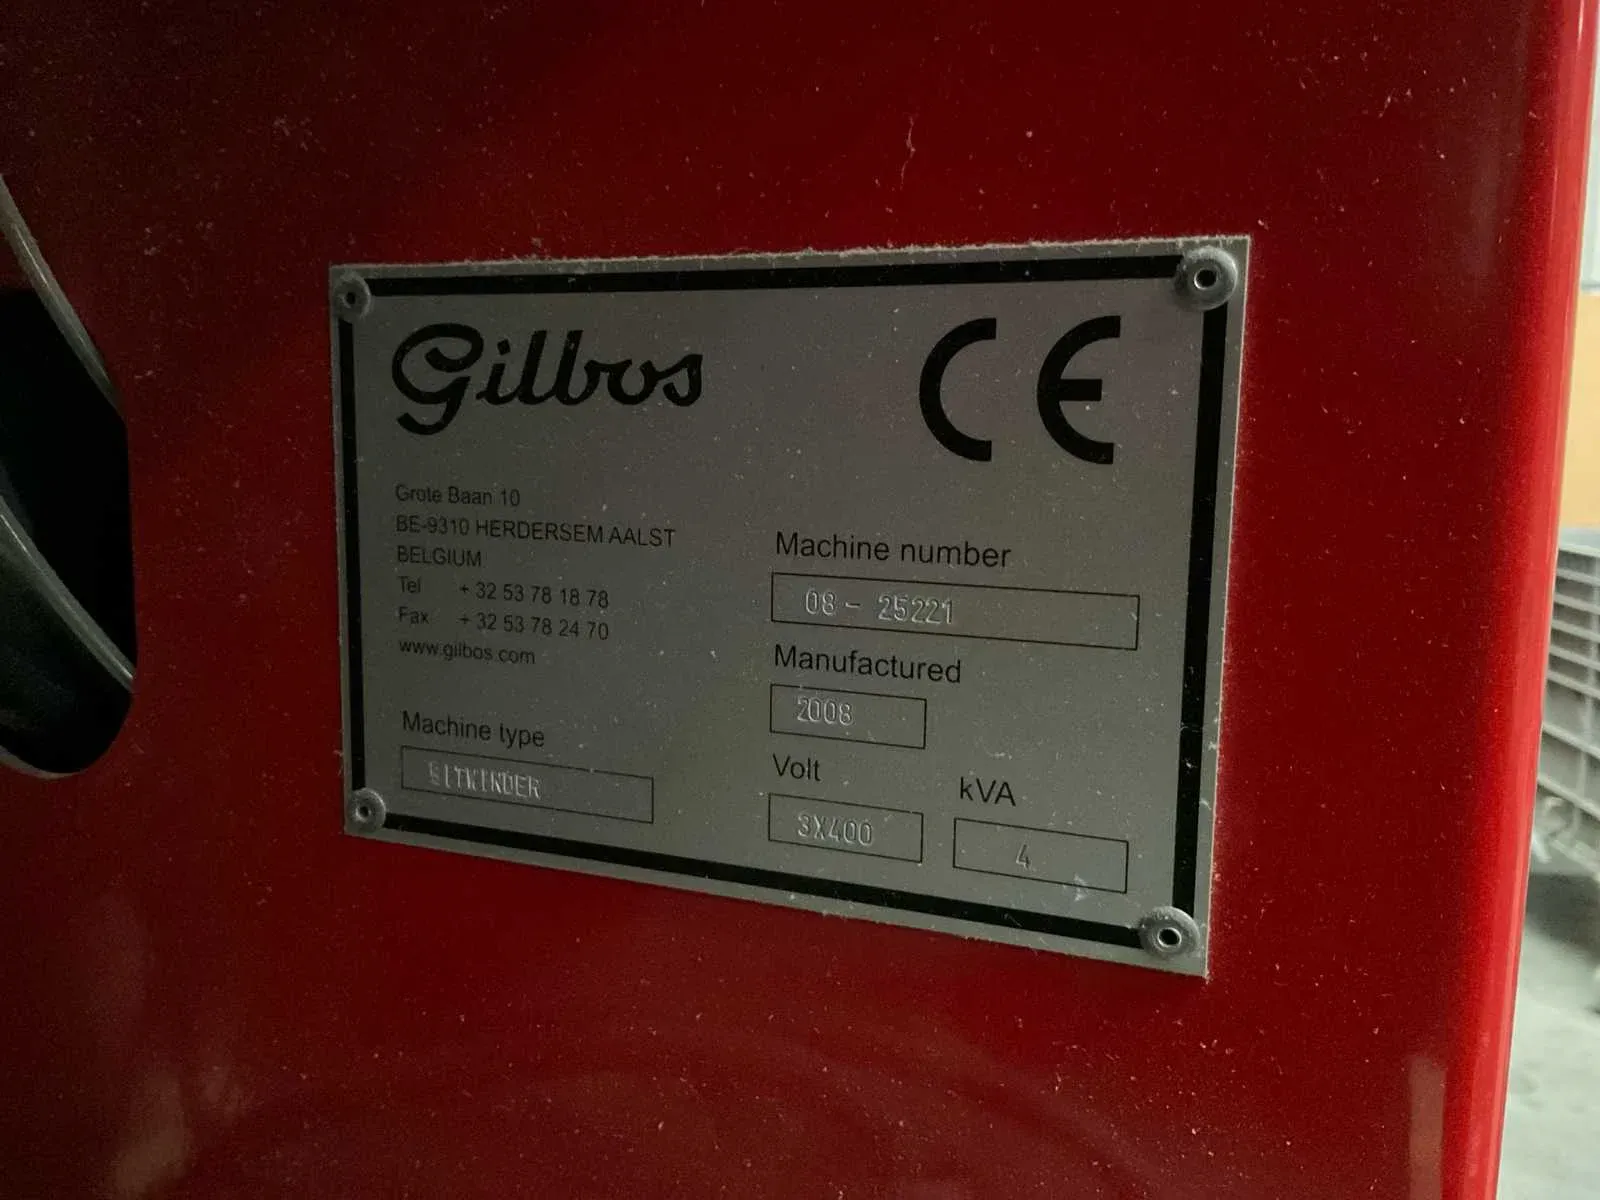 Gilbos
CE
Grote Baan 10
BE-9310 HERDERSEM AALST
BELGIUM
Tel + 32 53 78 18 78
Fax + 32 53 78 24 70
www.gilbos.com
Machine type
Machine number
08 - 25221
Manufactured
2008
Volt
3X400
kVA
4